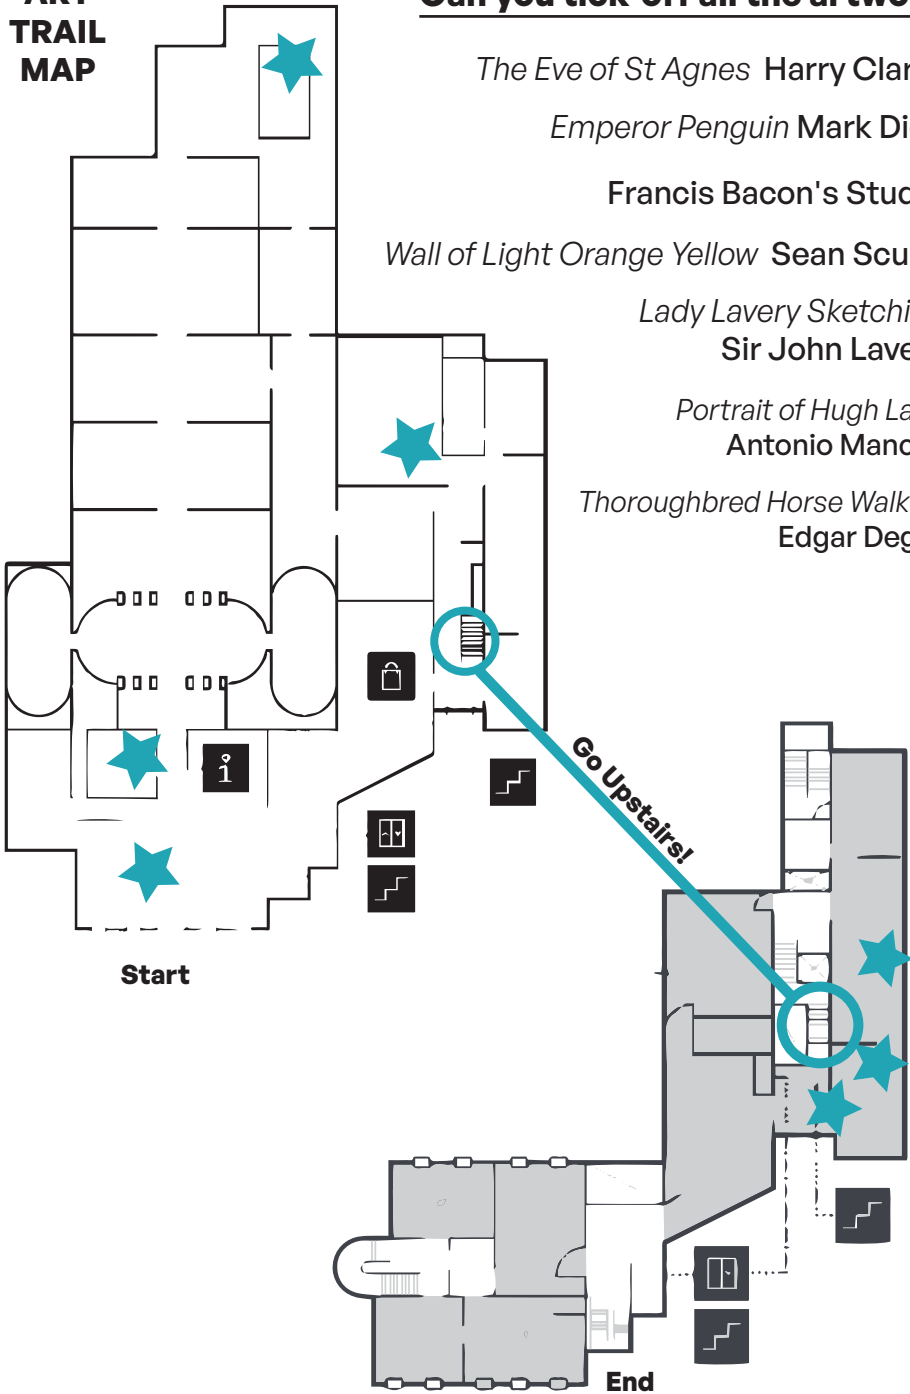 TRAIL
MAP
The Eve of St Agnes Harry Clar
Emperor Penguin Mark Di
Francis Bacon's Stud
Wall of Light Orange Yellow Sean Scu
Lady Lavery Sketchi
Sir John Lave
Portrait of Hugh La
Antonio Manc
Thoroughbred Horse Walk
Edgar Deg
Go Upstairs!
i
Start
End